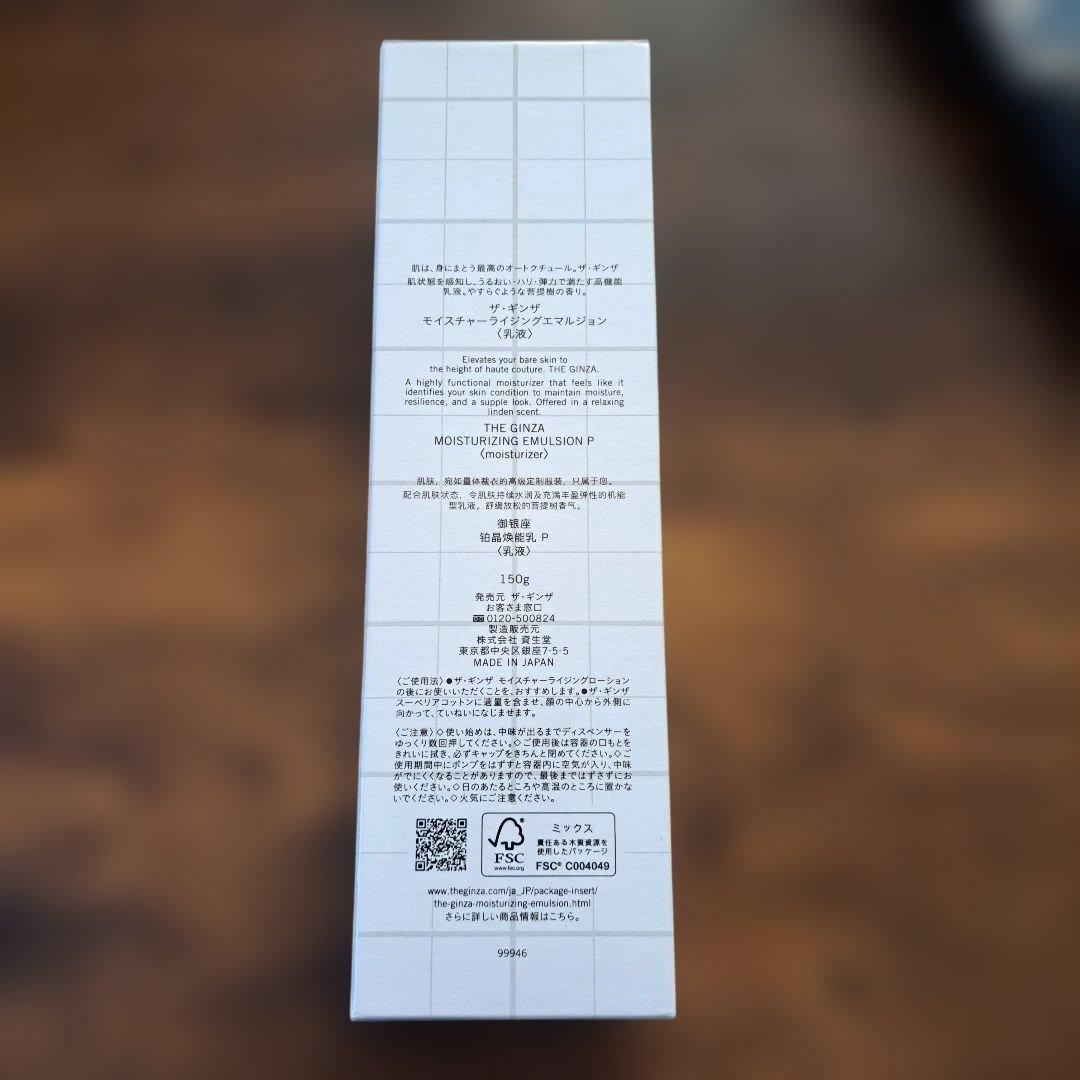 肌は、身にまとう最高のオートクチュール。ザ・ギンザ
肌状態を感知し、うるおい・ハリ・弾力で満たす高機能
乳液。やすらぐような菩提樹の香り。
ザ・ギンザ
モイスチャーライジングエマルジョン
〈乳液〉
Elevates your bare skin to
the height of haute couture. THE GINZA.
A highly functional moisturizer that feels like it
identifies your skin condition to maintain moisture,
resilience, and a supple look. Offered in a relaxing
linden scent.
THE GINZA
MOISTURIZING EMULSION P
〈moisturizer〉
肌肤，宛如量体裁衣的高级定制服装，只属于您。
配合肌肤状态，令肌肤持续水润及充满丰盈弹性的机能
型乳液。舒缓放松的菩提树香气。
御银座
铂晶焕能乳 P
〈乳液〉
150g
発売元 ザ・ギンザ
お客さま窓口
0120-500824
製造販売元
株式会社 資生堂
東京都中央区銀座7-5-5
MADE IN JAPAN
〈ご使用法〉●ザ・ギンザ モイスチャーライジングローション
の後にお使いいただくことを、おすすめします。●ザ・ギンザ
スーペリアコットンに適量を含ませ、顔の中心から外側に
向かって、ていねいになじませます。
〈ご注意〉◇使い始めは、中味が出るまでディスペンサーを
ゆっくり数回押してください。◇ご使用後は容器の口もとを
きれいに拭き、必ずキャップをきちんと閉めてください。◇ご
使用期間中にポンプをはずすと容器内に空気が入り、中味
がでにくくなることがありますので、最後まではずさずにお
使いください。◇日のあたるところや高温のところに置かな
いでください。◇火気にご注意ください。
ミックス
責任ある木質資源を
使用したパッケージ
FSC
www.fsc.org
FSC® C004049
www.theginza.com/ja_JP/package-insert/
the-ginza-moisturizing-emulsion.html
さらに詳しい商品情報はこちら。
99946